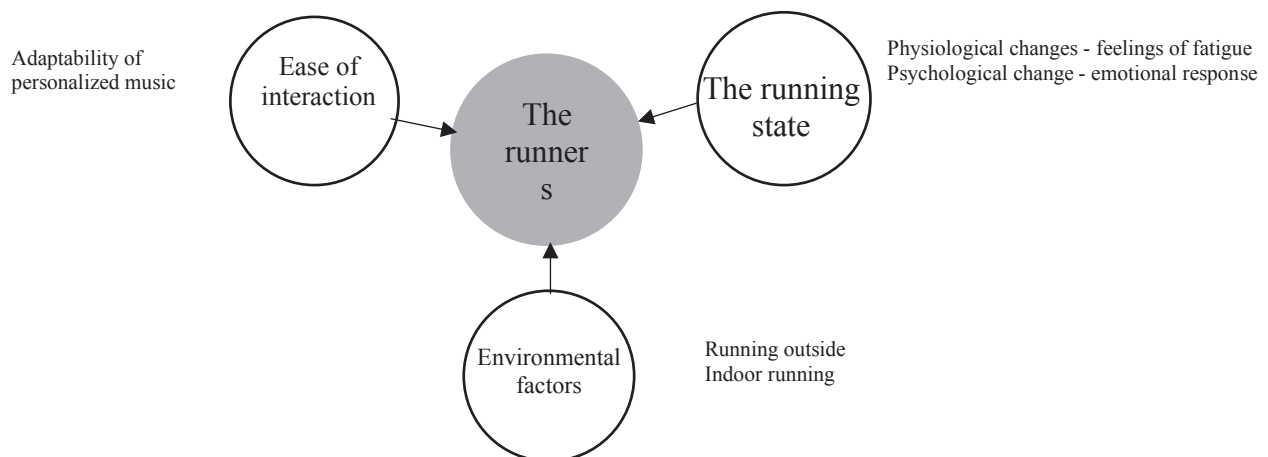 Adaptability of
personalized music
Ease of
interaction
The
runner
s
The running
state
Physiological changes - feelings of fatigue
Psychological change - emotional response
Environmental
factors
Running outside
Indoor running